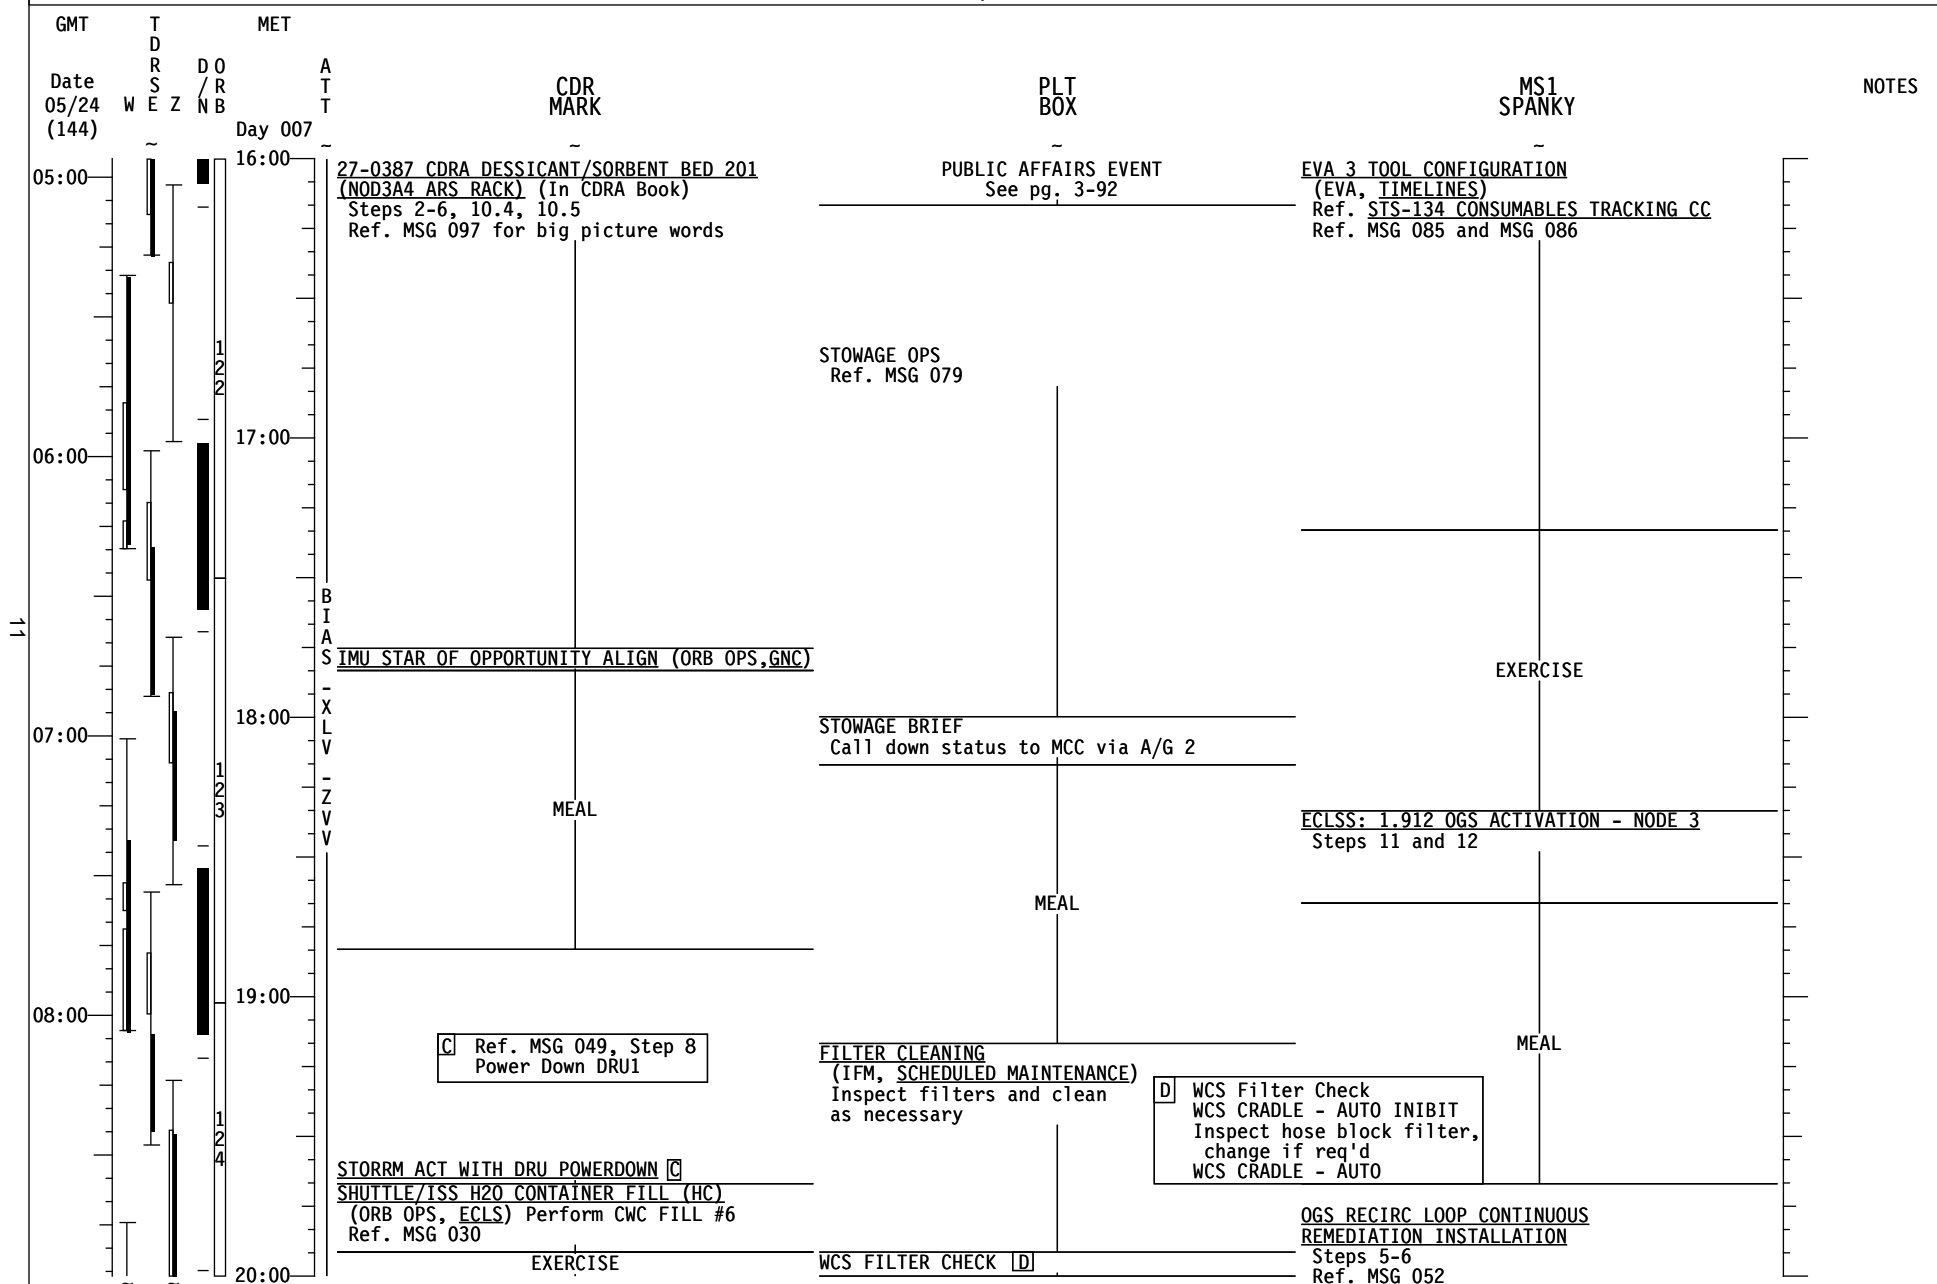 GMT
T
D
R
S
W E Z
D O
/ R
N B
MET
A
T
T
Date
05/24
(144)
CDR
MARK
PLT
BOX
MS1
SPANKY
NOTES
Day 007
~
~
~
~
~
16:00
05:00
27-0387 CDRA DESSICANT/SORBENT BED 201
(NOD3A4 ARS RACK) (In CDRA Book)
Steps 2-6, 10.4, 10.5
Ref. MSG 097 for big picture words
PUBLIC AFFAIRS EVENT
See pg. 3-92
EVA 3 TOOL CONFIGURATION
(EVA, TIMELINES)
Ref. STS-134 CONSUMABLES TRACKING CC
Ref. MSG 085 and MSG 086
1
2
2
STOWAGE OPS
Ref. MSG 079
17:00
06:00
11
B
I
A
S
-
X
L
V
-
Z
V
V
IMU STAR OF OPPORTUNITY ALIGN (ORB OPS,GNC)
EXERCISE
18:00
07:00
STOWAGE BRIEF
Call down status to MCC via A/G 2
1
2
3
MEAL
ECLSS: 1.912 OGS ACTIVATION - NODE 3
Steps 11 and 12
MEAL
19:00
08:00
C Ref. MSG 049, Step 8
Power Down DRU1
MEAL
FILTER CLEANING
(IFM, SCHEDULED MAINTENANCE)
Inspect filters and clean
as necessary
D WCS Filter Check
WCS CRADLE - AUTO INIBIT
Inspect hose block filter,
change if req'd
WCS CRADLE - AUTO
1
2
4
STORRM ACT WITH DRU POWERDOWN C
SHUTTLE/ISS H2O CONTAINER FILL (HC)
(ORB OPS, ECLS) Perform CWC FILL #6
Ref. MSG 030
EXERCISE
WCS FILTER CHECK D
OGS RECIRC LOOP CONTINUOUS
REMEDIATION INSTALLATION
Steps 5-6
Ref. MSG 052
20:00